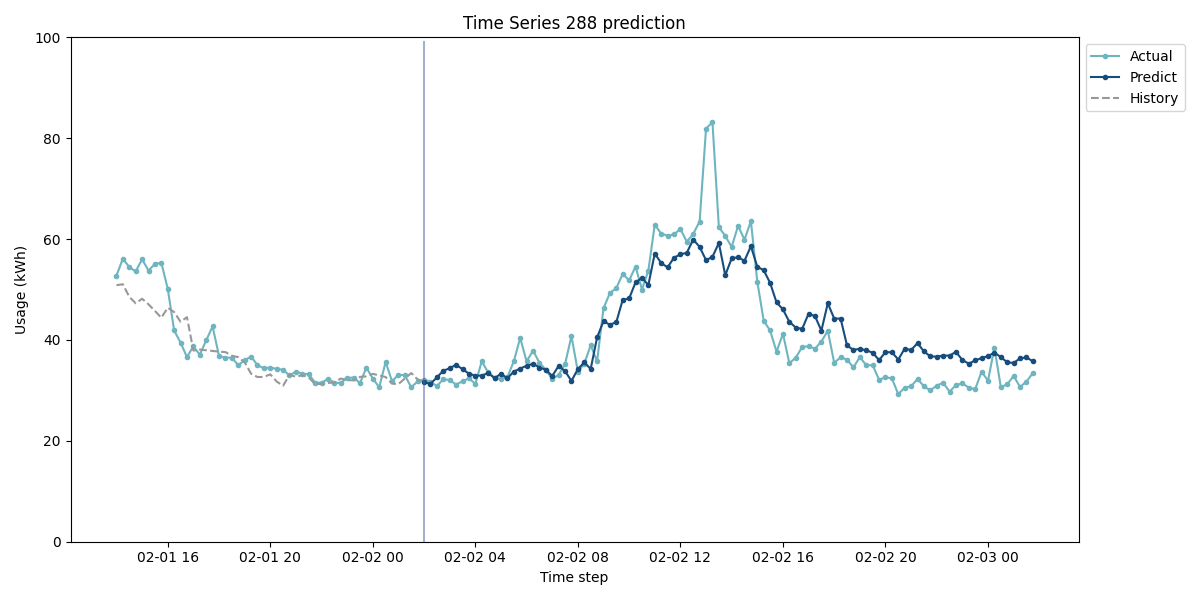 Time Series 288 prediction
Usage (kWh)
100
80
60
40
20
0
02-01 16
02-01 20
02-02 00
02-02 04
02-02 08
02-02 12
02-02 16
02-02 20
02-03 00
Time step
Actual
Predict
History